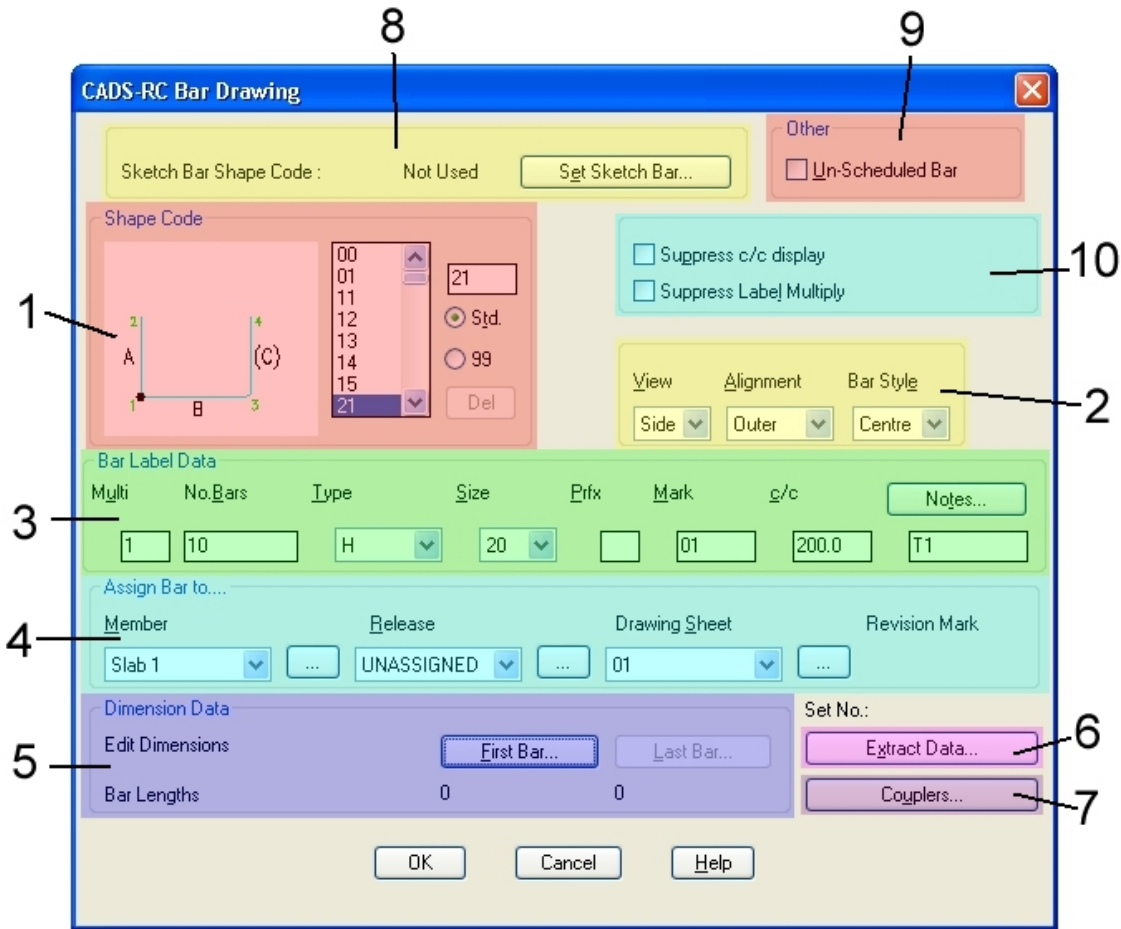 8
9
CADS-RC Bar Drawing
Other
Sketch Bar Shape Code : Not Used Set Sketch Bar...
Un-Scheduled Bar
Shape Code
00
01
11
12
13
14
15
21
21
Std.
99
Del
2 4
A (C)
1 B 3
1
Suppress c/c display
Suppress Label Multiply
10
View Alignment Bar Style
Side Outer Centre
2
Bar Label Data
Multi No.Bars Type Size Prfx Mark c/c Notes...
1 10 H 20 01 200.0 T1
3
Assign Bar to....
Member Release Drawing Sheet Revision Mark
Slab 1 ... UNASSIGNED ... 01 ...
4
Dimension Data
Edit Dimensions First Bar... Last Bar...
Bar Lengths 0 0
5
Set No.:
Extract Data...
6
Couplers...
7
OK Cancel Help